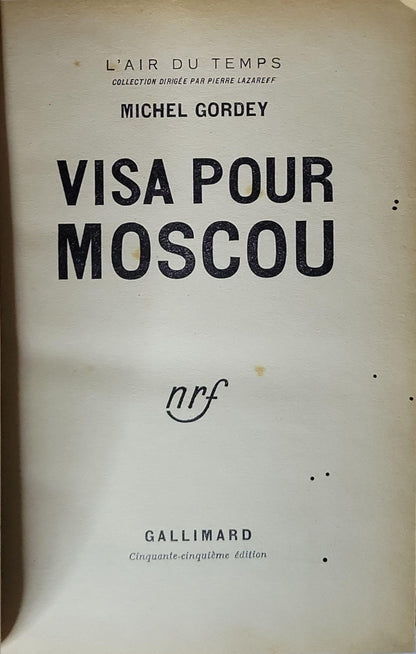 L'AIR DU TEMPS
COLLECTION DIRIGÉE PAR PIERRE LAZAREFF
MICHEL GORDEY
VISA POUR
MOSCOU
nrf
GALLIMARD
Cinquante-cinquième édition